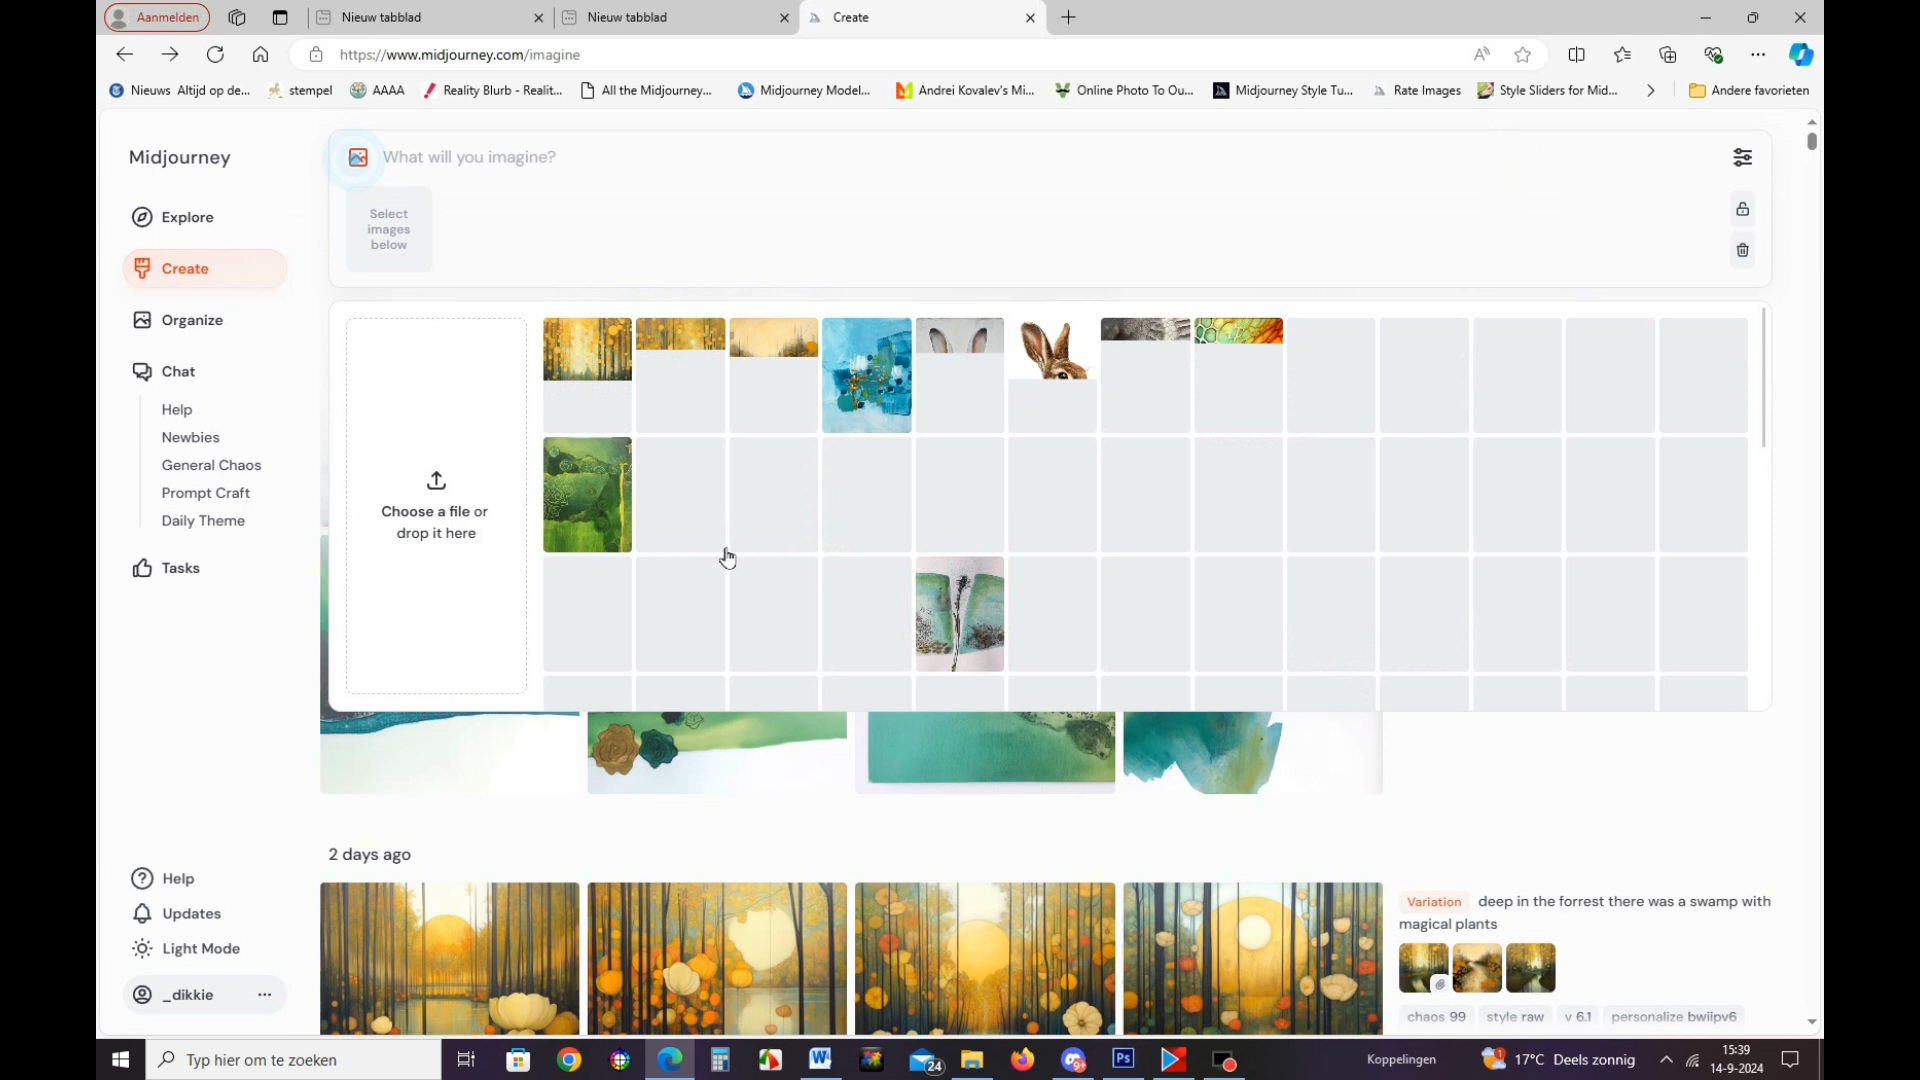 Aanmelden
Nieuw tabblad
Nieuw tabblad
Create
https://www.midjourney.com/imagine
Nieuws Altijd op de...
stempel
AAAA
Reality Blurb - Realit...
All the Midjourney...
Midjourney Model...
Andrei Kovalev's Mi...
Online Photo To Ou...
Midjourney Style Tu...
Rate Images
Style Sliders for Mid...
Andere favorieten
Midjourney
What will you imagine?
Select
images
below
Explore
Create
Organize
Chat
Help
Newbies
General Chaos
Prompt Craft
Daily Theme
Tasks
Choose a file or
drop it here
2 days ago
Variation deep in the forrest there was a swamp with
magical plants
chaos 99
style raw
v 6.1
personalize bwiipv6
Help
Updates
Light Mode
_dikkie
Typ hier om te zoeken
24
9+
Ps
Koppelingen
1
17°C Deels zonnig
15:39
14-9-2024